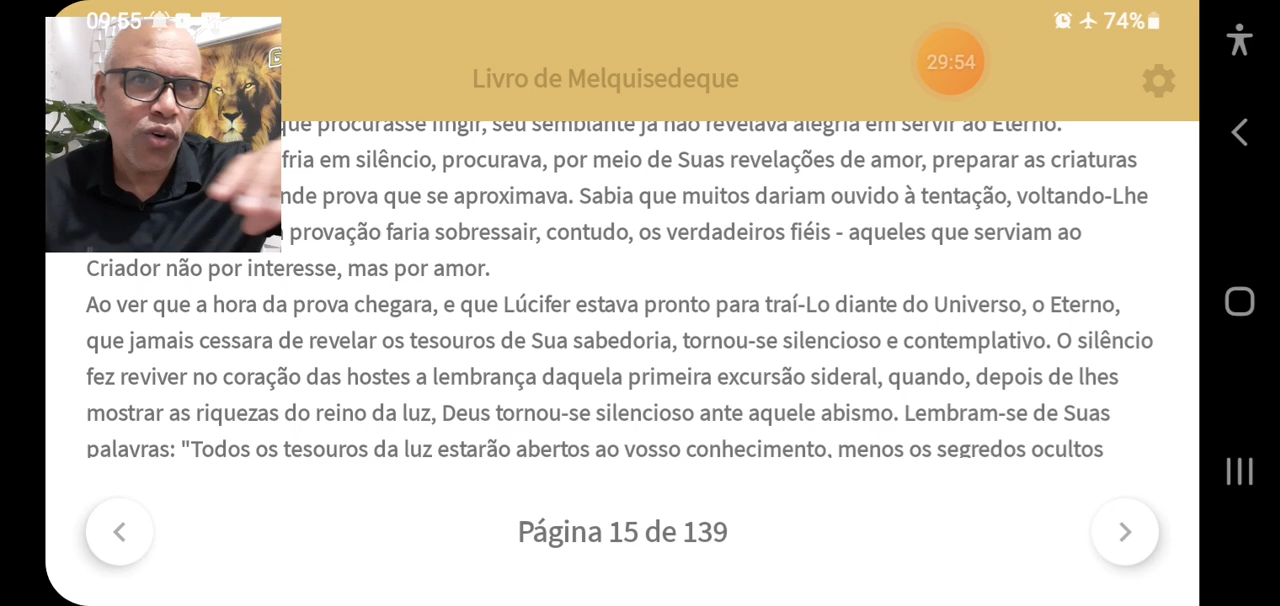 09:55
74%
29:54
Livro de Melquisedeque
que procurasse fingir, seu semblante já não revelava alegria em servir ao Eterno.
fria em silêncio, procurava, por meio de Suas revelações de amor, preparar as criaturas
nde prova que se aproximava. Sabia que muitos dariam ouvido à tentação, voltando-Lhe
provação faria sobressair, contudo, os verdadeiros fiéis - aqueles que serviam ao
Criador não por interesse, mas por amor.
Ao ver que a hora da prova chegara, e que Lúcifer estava pronto para traí-Lo diante do Universo, o Eterno,
que jamais cessara de revelar os tesouros de Sua sabedoria, tornou-se silencioso e contemplativo. O silêncio
fez reviver no coração das hostes a lembrança daquela primeira excursão sideral, quando, depois de lhes
mostrar as riquezas do reino da luz, Deus tornou-se silencioso ante aquele abismo. Lembram-se de Suas
palavras: "Todos os tesouros da luz estarão abertos ao vosso conhecimento, menos os segredos ocultos
Página 15 de 139